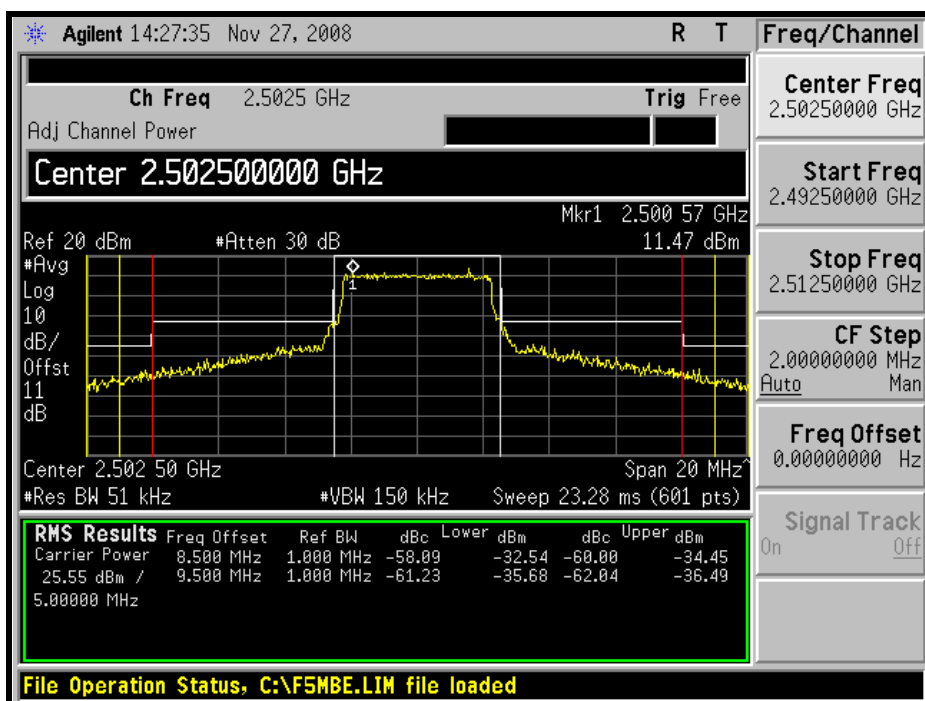 Agilent 14:27:35 Nov 27, 2008 R T
Ch Freq 2.5025 GHz Trig Free
Adj Channel Power
Center 2.502500000 GHz
Mkr1 2.500 57 GHz
Ref 20 dBm #Atten 30 dB 11.47 dBm
#Avg
Log
10
dB/
Offst
11
dB
1
Center 2.502 50 GHz Span 20 MHz^
#Res BW 51 kHz #VBW 150 kHz Sweep 23.28 ms (601 pts)
RMS Results Freq Offset Ref BW dBc Lower dBm dBc Upper dBm
Carrier Power 8.500 MHz 1.000 MHz -58.09 -32.54 -60.00 -34.45
25.55 dBm / 9.500 MHz 1.000 MHz -61.23 -35.68 -62.04 -36.49
5.00000 MHz
File Operation Status, C:\F5MBE.LIM file loaded
Freq/Channel
Center Freq
2.50250000 GHz
Start Freq
2.49250000 GHz
Stop Freq
2.51250000 GHz
CF Step
2.00000000 MHz
Auto Man
Freq Offset
0.00000000 Hz
Signal Track
On Off